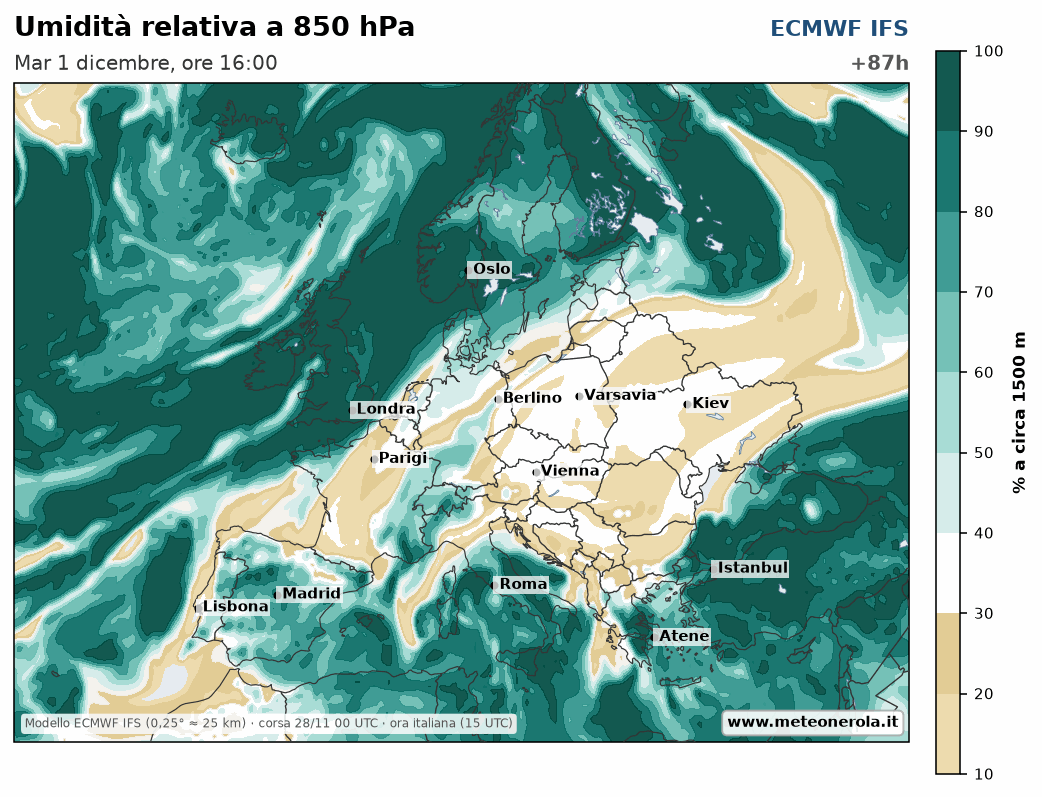 Umidità relativa a 850 hPa
ECMWF IFS
Mar 1 dicembre, ore 16:00
+87h
100
90
80
70
60
50
40
30
20
10
% a circa 1500 m
Oslo
Londra
Berlino
Varsavia
Kiev
Parigi
Vienna
Istanbul
Roma
Madrid
Lisbona
Atene
Modello ECMWF IFS (0,25° ≈ 25 km) · corsa 28/11 00 UTC · ora italiana (15 UTC)
www.meteonerola.it